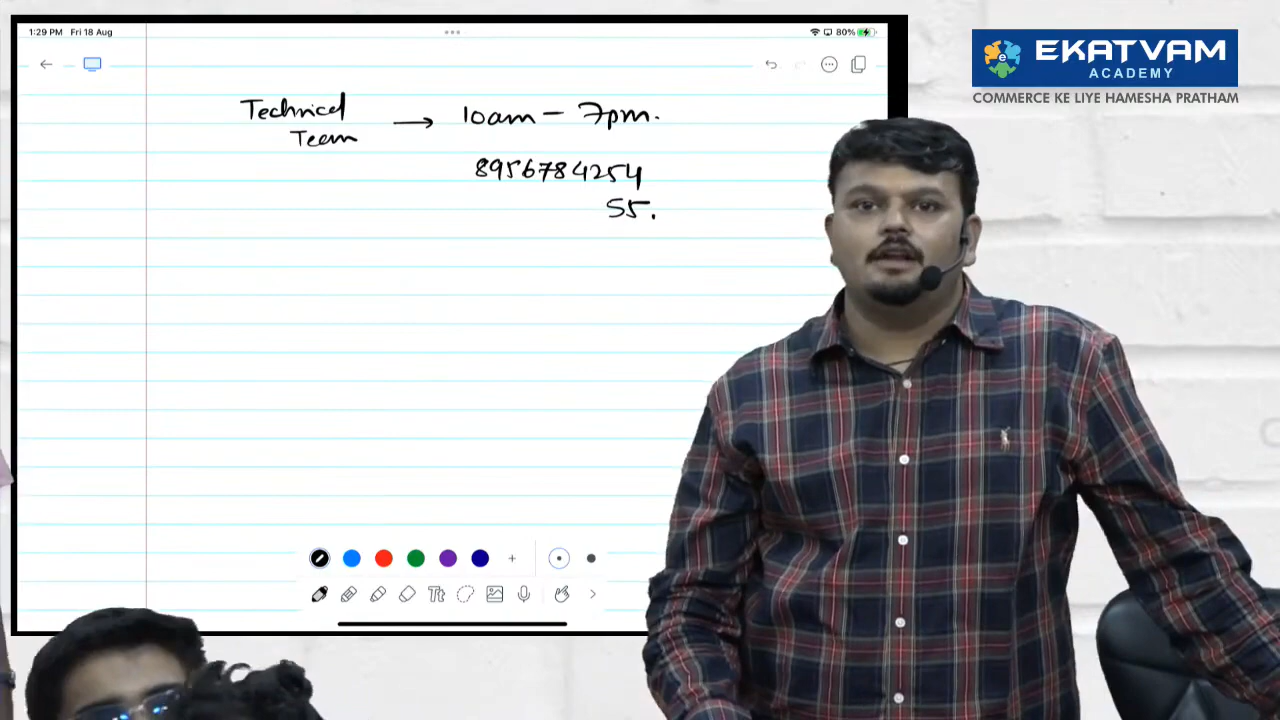 1:29 PM Fri 18 Aug
80%
EKATVAM
ACADEMY
COMMERCE KE LIYE HAMESHA PRATHAM
Technical
Team → 10am - 7pm.
8956784254
55.
Tt